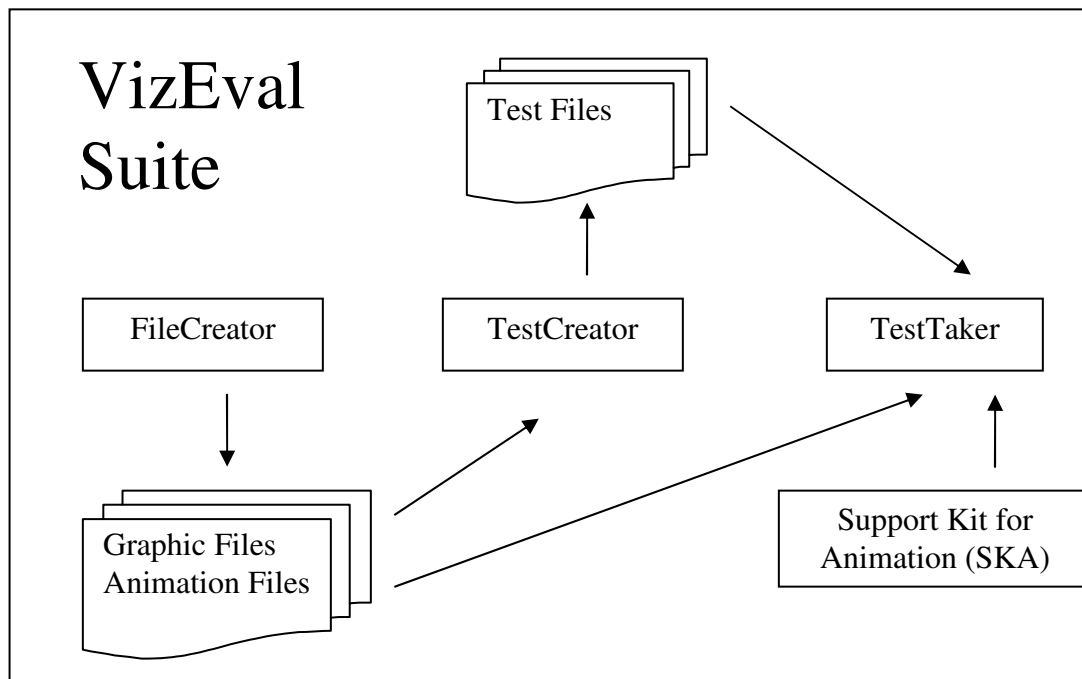 VizEval
Suite
Test Files
FileCreator
TestCreator
TestTaker
Graphic Files
Animation Files
Support Kit for
Animation (SKA)